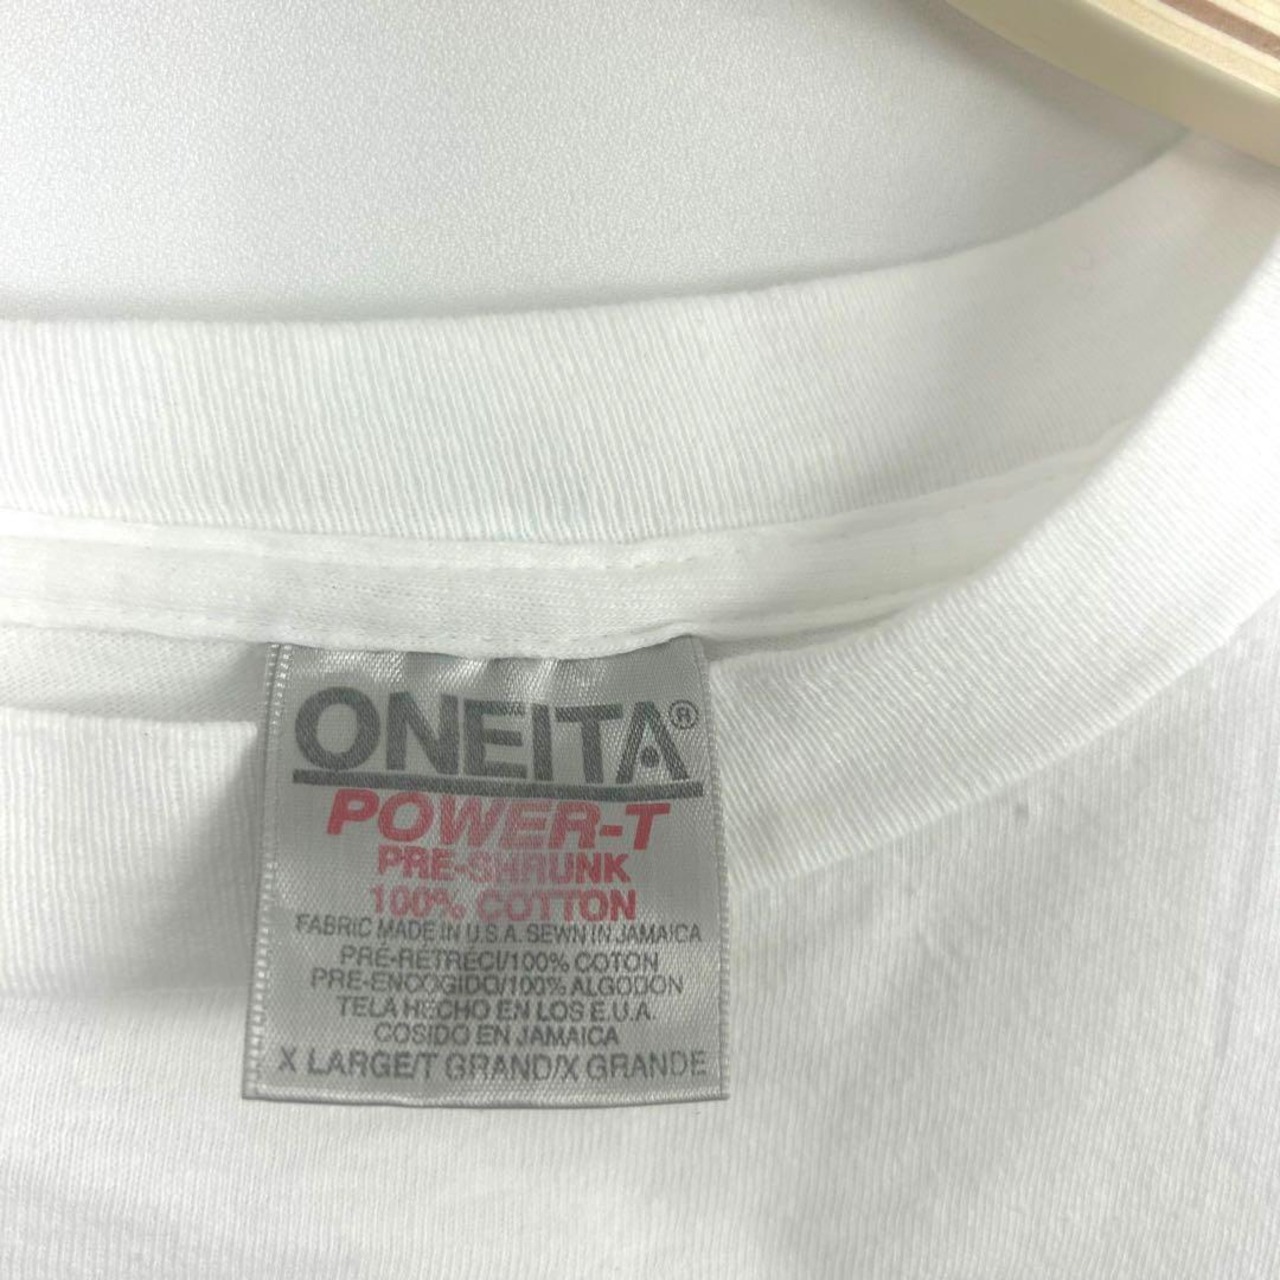 ONEITA®
POWER-T
PRE-SHRUNK
100% COTTON
FABRIC MADE IN U.S.A. SEWN IN JAMAICA
PRÉ-RÉTRÉCI/100% COTON
PRE-ENCOGIDO/100% ALGODON
TELA HECHO EN LOS E.U.A.
COSIDO EN JAMAICA
X LARGE/T GRAND/X GRANDE